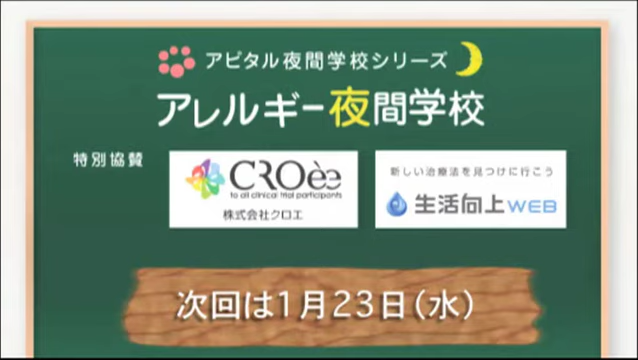 アピタル夜間学校シリーズ
アレルギー夜間学校
特別協賛
CROèe
to all clinical trial participants
株式会社クロエ
新しい治療法を見つけに行こう
生活向上WEB
次回は1月23日(水)